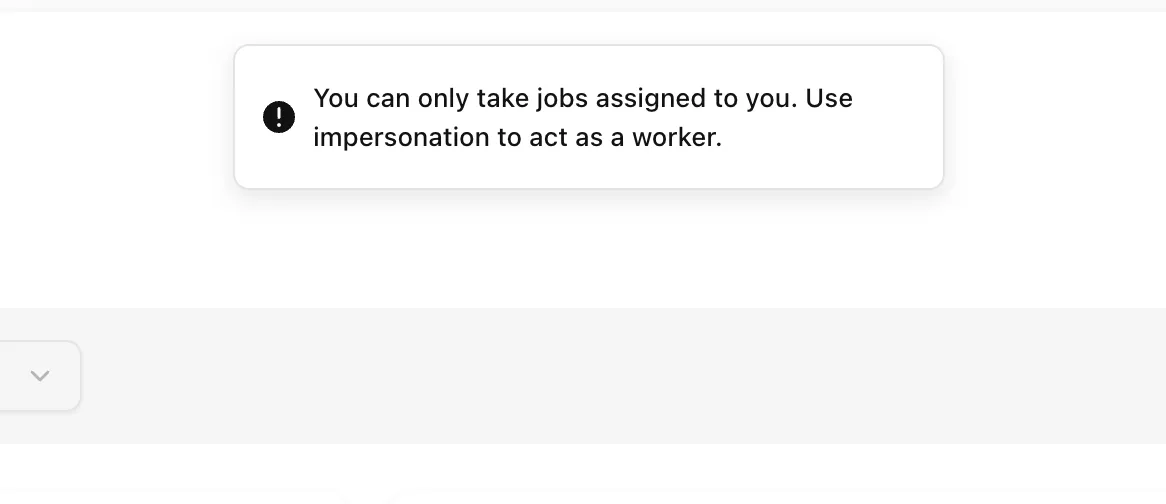 You can only take jobs assigned to you. Use
impersonation to act as a worker.